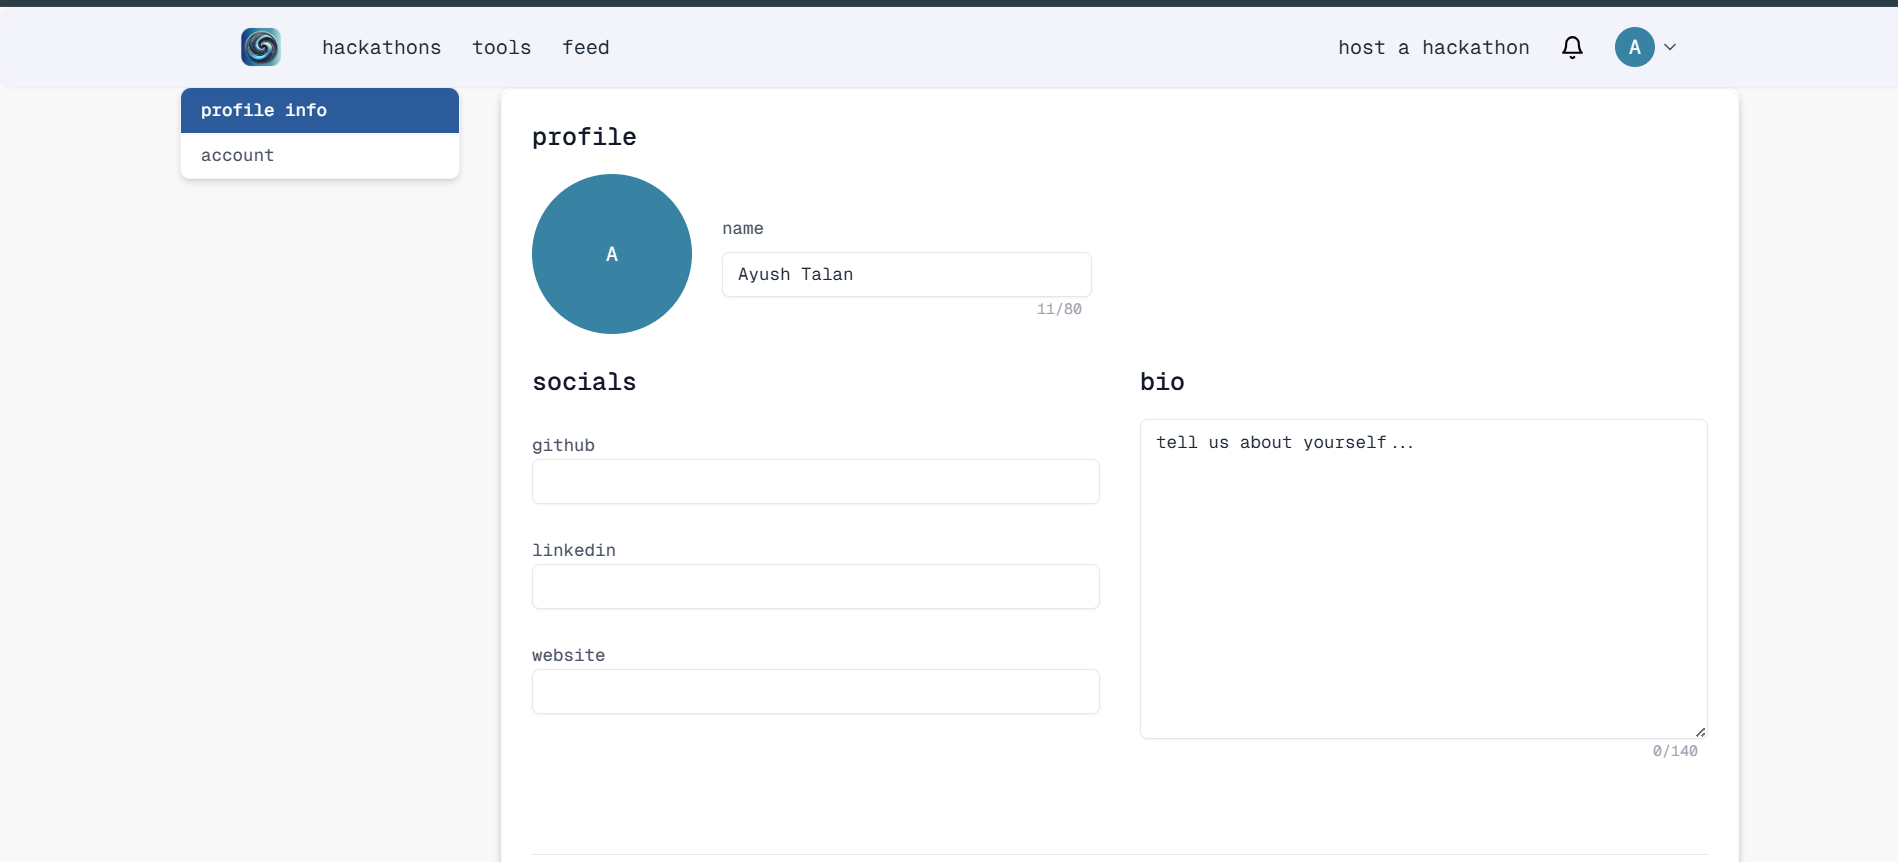 hackathons tools feed host a hackathon A
profile info
account
profile
A
name
Ayush Talan
11/80
socials
github
linkedin
website
bio
tell us about yourself...
0/140